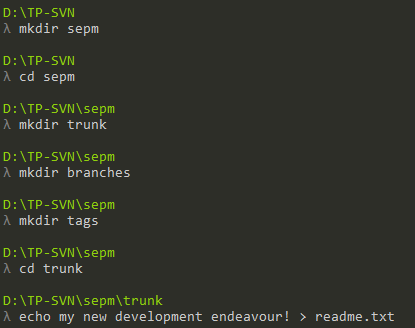 D:\TP-SVN
λ mkdir sepm
D:\TP-SVN
λ cd sepm
D:\TP-SVN\sepm
λ mkdir trunk
D:\TP-SVN\sepm
λ mkdir branches
D:\TP-SVN\sepm
λ mkdir tags
D:\TP-SVN\sepm
λ cd trunk
D:\TP-SVN\sepm\trunk
λ echo my new development endeavour! > readme.txt